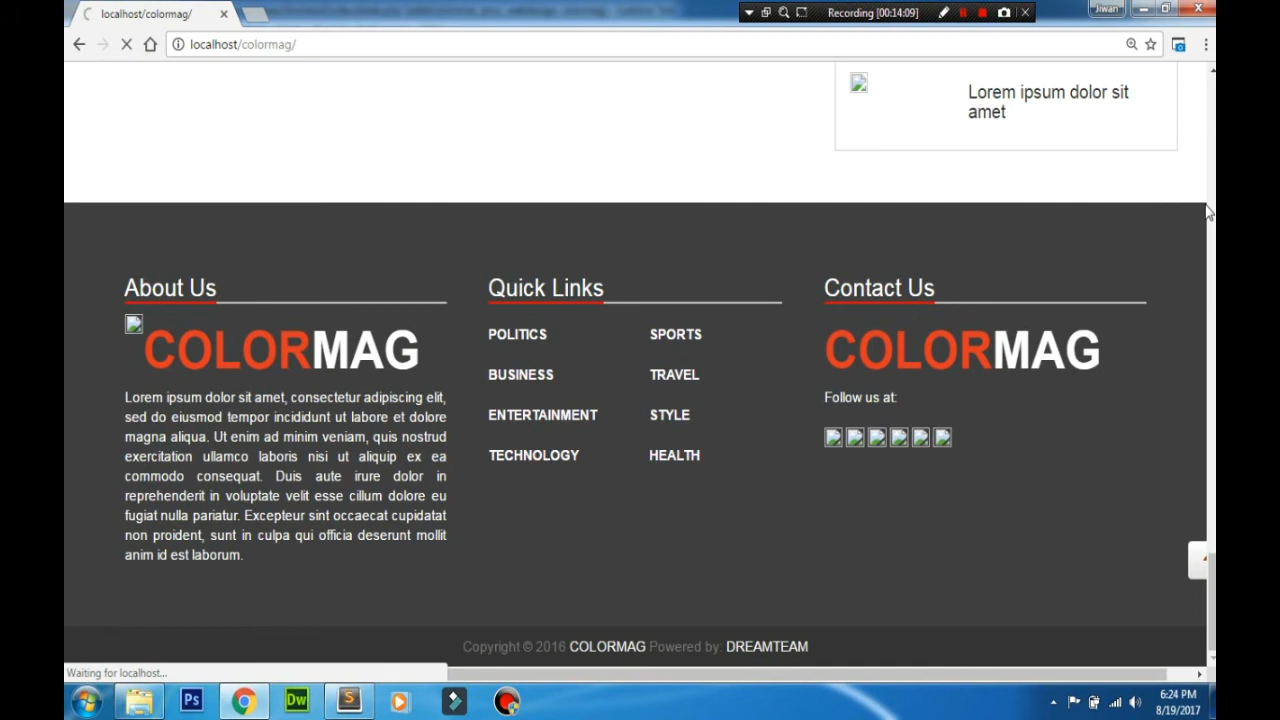 localhost/colormag/
Recording [00:14:09]
Jiwan
localhost/colormag/
Lorem ipsum dolor sit
amet
About Us
COLORMAG
Lorem ipsum dolor sit amet, consectetur adipiscing elit,
sed do eiusmod tempor incididunt ut labore et dolore
magna aliqua. Ut enim ad minim veniam, quis nostrud
exercitation ullamco laboris nisi ut aliquip ex ea
commodo consequat. Duis aute irure dolor in
reprehenderit in voluptate velit esse cillum dolore eu
fugiat nulla pariatur. Excepteur sint occaecat cupidatat
non proident, sunt in culpa qui officia deserunt mollit
anim id est laborum.
Quick Links
POLITICS
SPORTS
BUSINESS
TRAVEL
ENTERTAINMENT
STYLE
TECHNOLOGY
HEALTH
Contact Us
COLORMAG
Follow us at:
Copyright © 2016 COLORMAG Powered by: DREAMTEAM
Waiting for localhost...
Ps
Dw
S
6:24 PM
8/19/2017